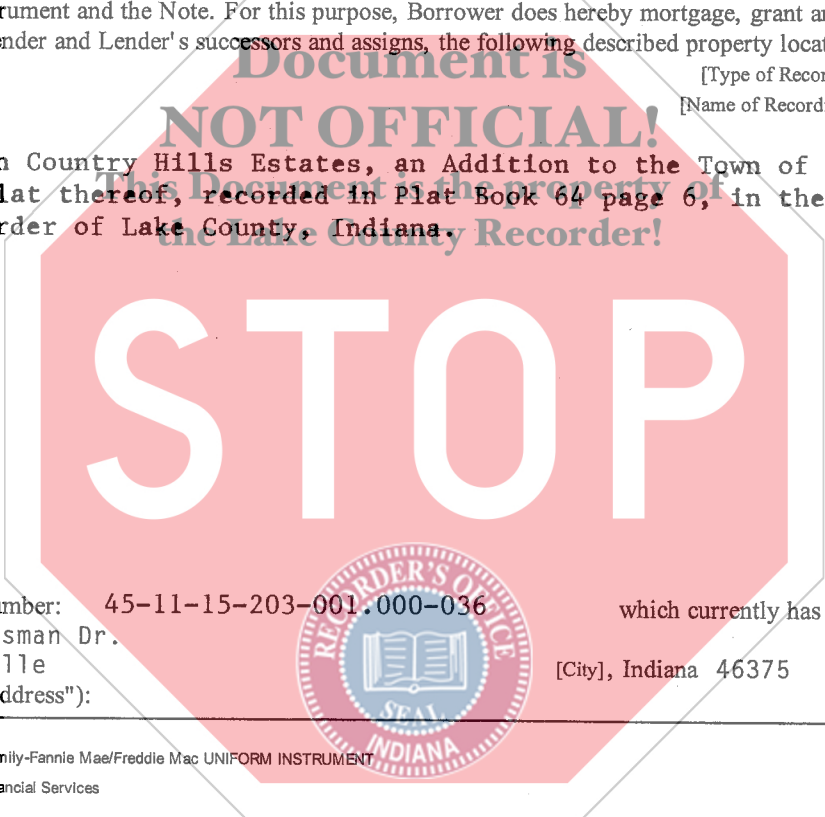 rument and the Note. For this purpose, Borrower does hereby mortgage, grant
ender and Lender's successors and assigns, the following described property
Document is
[Type of Recor
NOT OFFICIAL!
[Name of Record
n Country Hills Estates, an Addition to the Town of
This Document is the property of
lat thereof, recorded in Plat Book 64 page 6, in the
rder of Lake County, Indiana.
the Lake County Recorder!
STOP
RECORDER'S OFFICE
SEAL
INDIANA
mber: 45-11-15-203-001.000-036 which currently has
sman Dr.
lle [City], Indiana 46375
ddress"):
mily-Fannie Mae/Freddie Mac UNIFORM INSTRUMENT
ancial Services